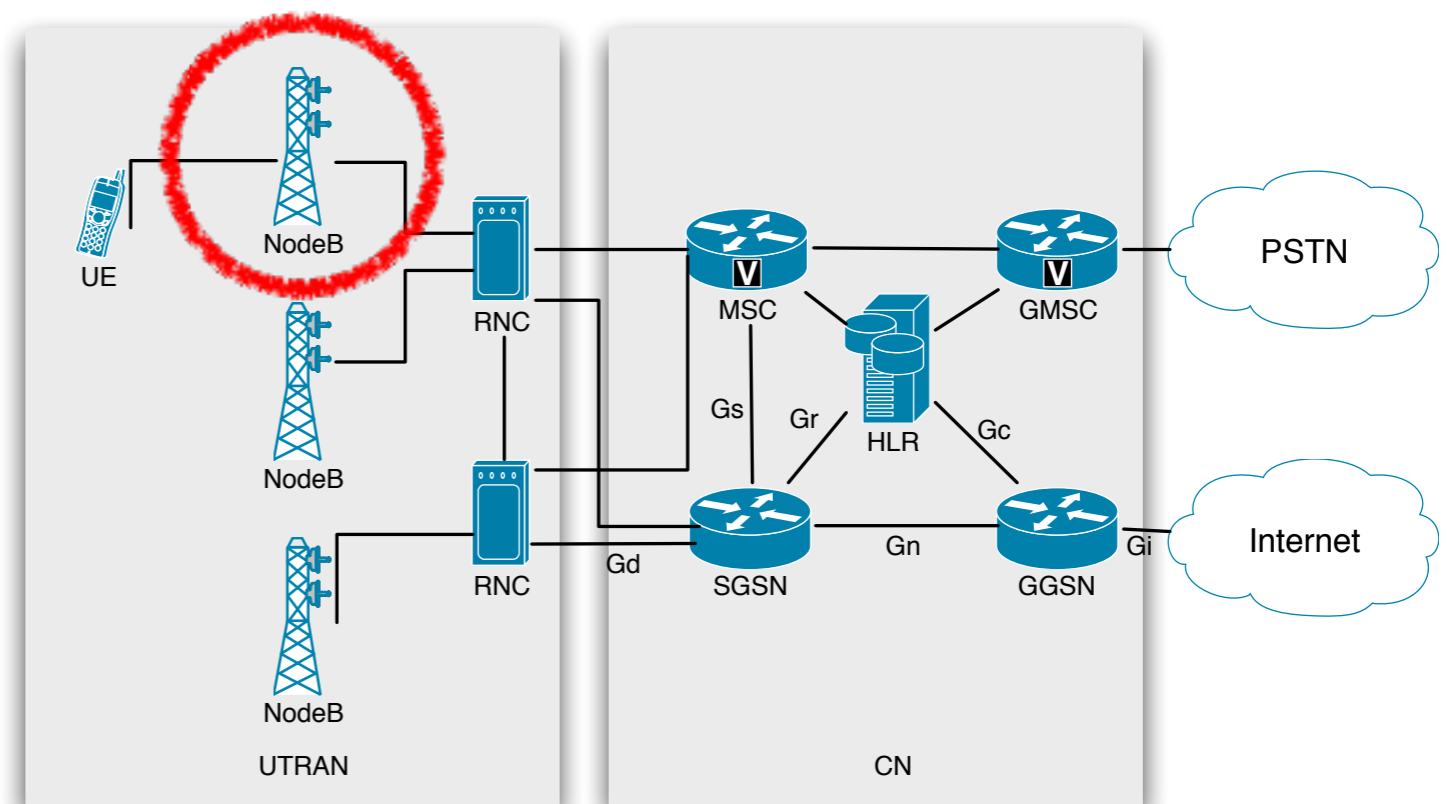 NodeB
UE
NodeB
NodeB
RNC
RNC
UTRAN
V
MSC
V
GMSC
HLR
Gs
Gr
Gc
Gd
SGSN
Gn
GGSN
Gi
CN
PSTN
Internet